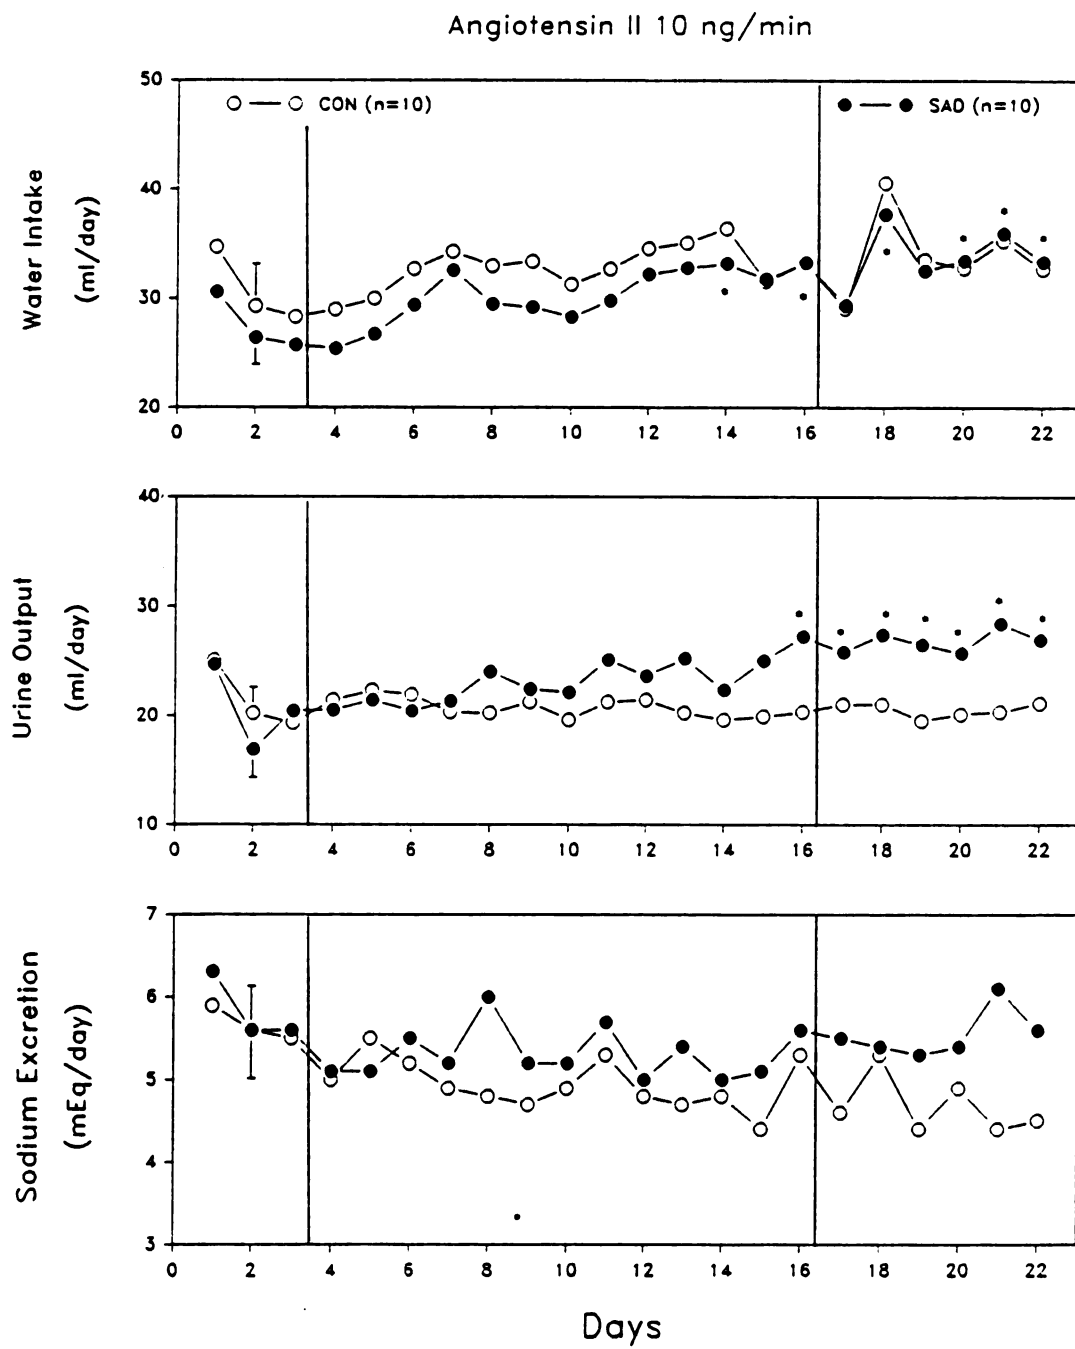 Angiotensin II 10 ng/min
Water Intake
(ml/day)
50
40
30
20
CON (n=10)
SAD (n=10)
0 2 4 6 8 10 12 14 16 18 20 22
Urine Output
(ml/day)
40
30
20
10
0 2 4 6 8 10 12 14 16 18 20 22
Sodium Excretion
(mEq/day)
7
6
5
4
3
0 2 4 6 8 10 12 14 16 18 20 22
Days